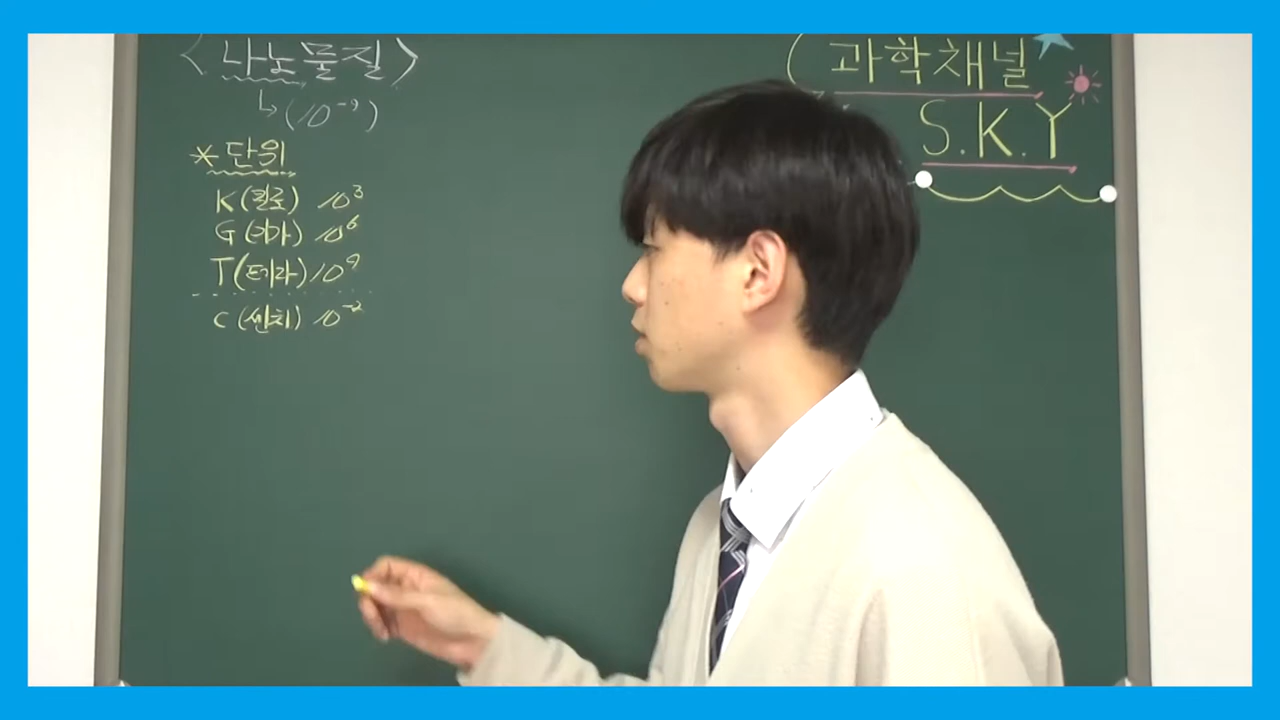 <나노물질>
↳(10⁻⁹)
*단위
K(킬로) 10³
G(기가) 10⁶
T(테라) 10⁹
C(센치) 10⁻²
(과학채널
S.K.Y